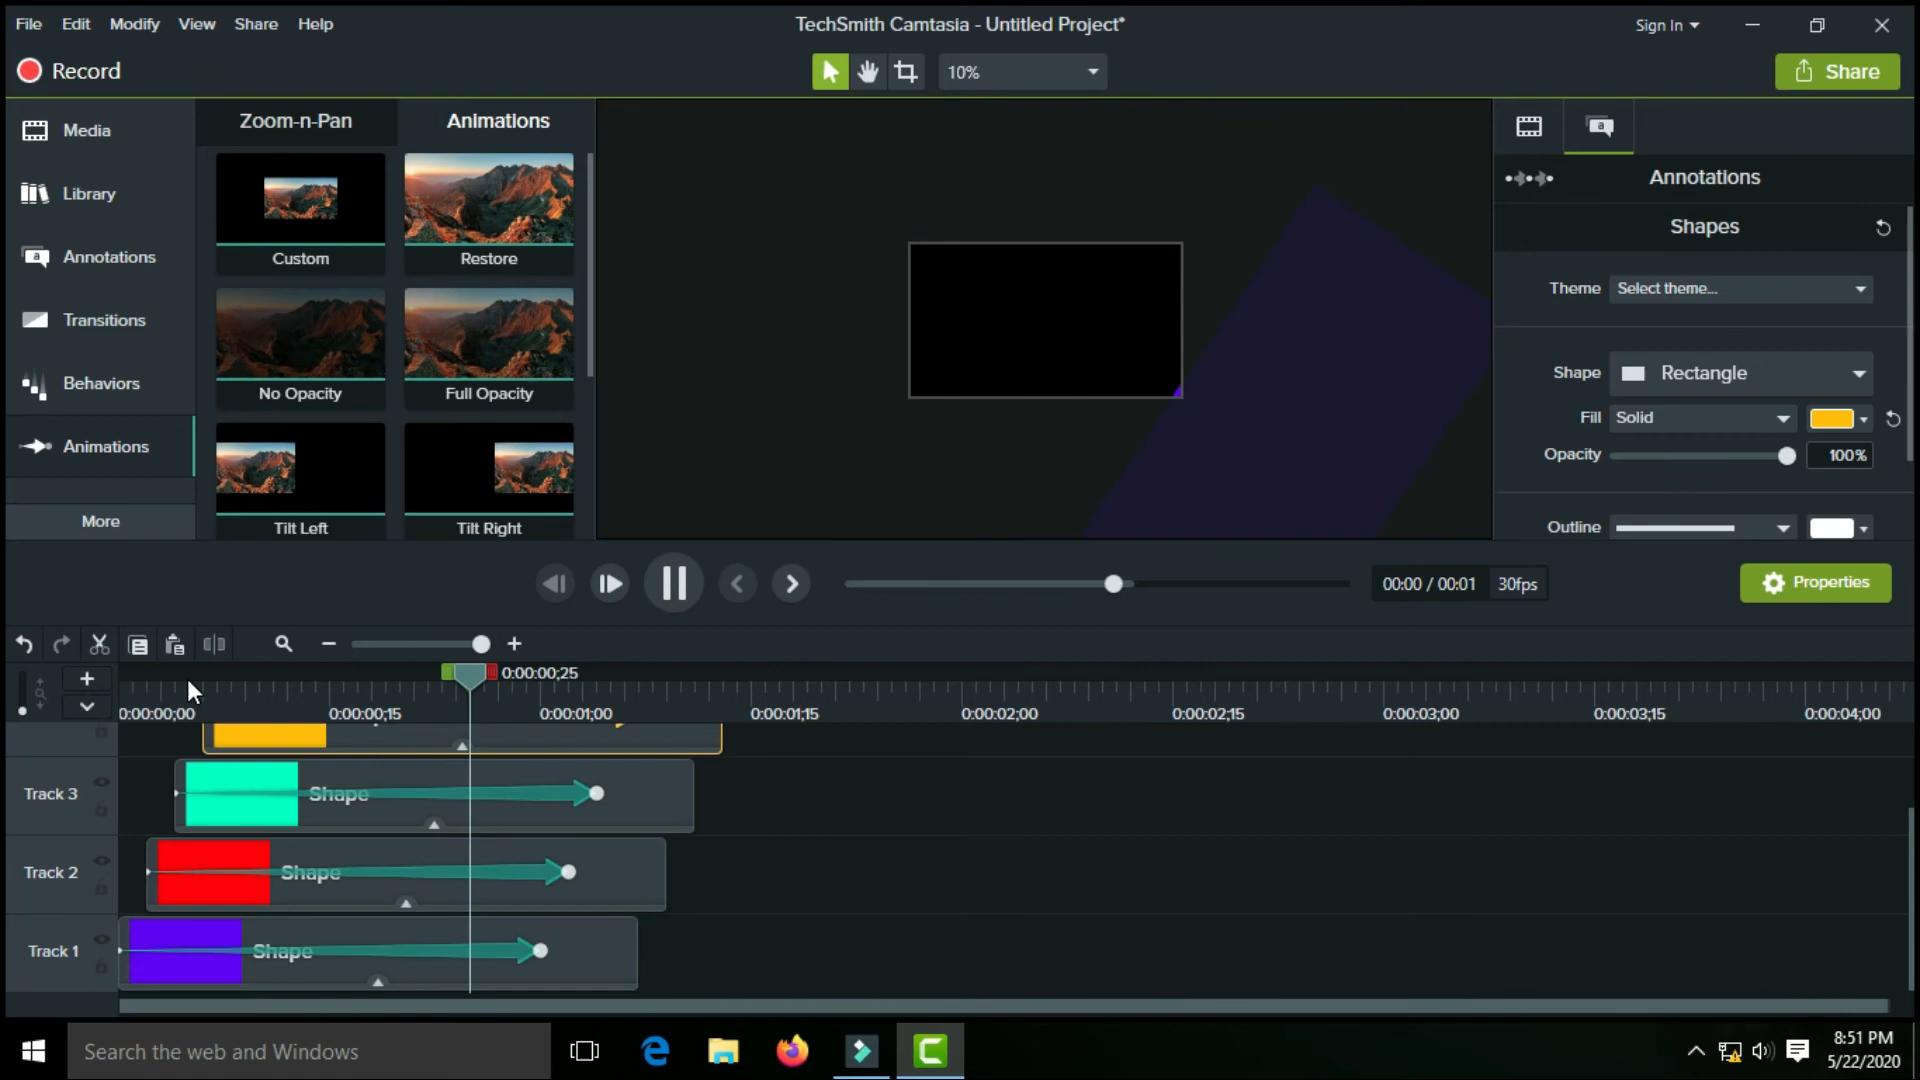 File Edit Modify View Share Help
TechSmith Camtasia - Untitled Project*
Sign In
Record
10%
Share
Media
Library
Annotations
Transitions
Behaviors
Animations
More
Zoom-n-Pan
Animations
Custom
Restore
No Opacity
Full Opacity
Tilt Left
Tilt Right
a
Annotations
Shapes
Theme Select theme...
Shape Rectangle
Fill Solid
Opacity 100%
Outline
00:00 / 00:01 30fps
Properties
0:00:00;25
0:00:00;00 0:00:00;15 0:00:01;00 0:00:01;15 0:00:02;00 0:00:02;15 0:00:03;00 0:00:03;15 0:00:04;00
Track 3 Shape
Track 2 Shape
Track 1 Shape
Search the web and Windows
8:51 PM
5/22/2020